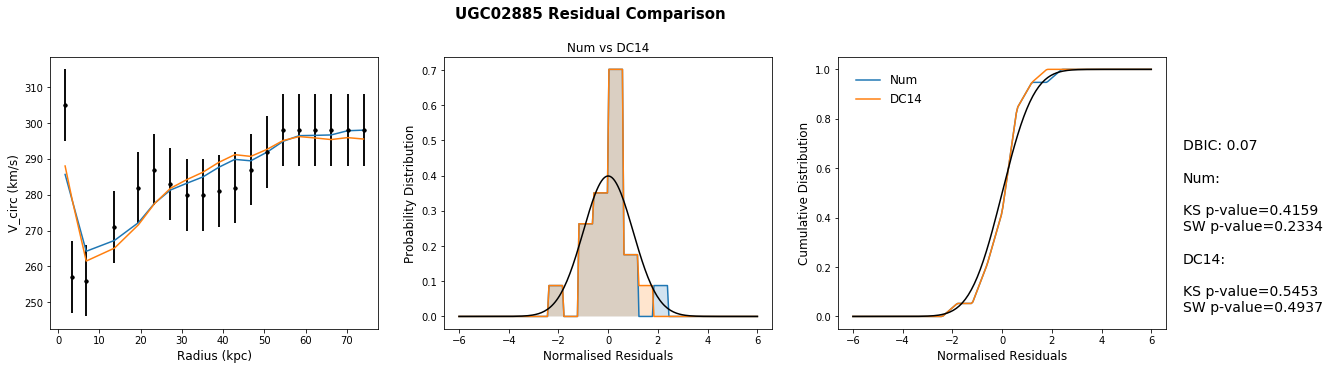 UGC02885 Residual Comparison
V_circ (km/s)
310
300
290
280
270
260
250
0 10 20 30 40 50 60 70
Radius (kpc)
Num vs DC14
Probability Distribution
0.7
0.6
0.5
0.4
0.3
0.2
0.1
0.0
−6 −4 −2 0 2 4 6
Normalised Residuals
Cumulative Distribution
1.0
0.8
0.6
0.4
0.2
0.0
Num
DC14
−6 −4 −2 0 2 4 6
Normalised Residuals
DBIC: 0.07
Num:
KS p-value=0.4159
SW p-value=0.2334
DC14:
KS p-value=0.5453
SW p-value=0.4937